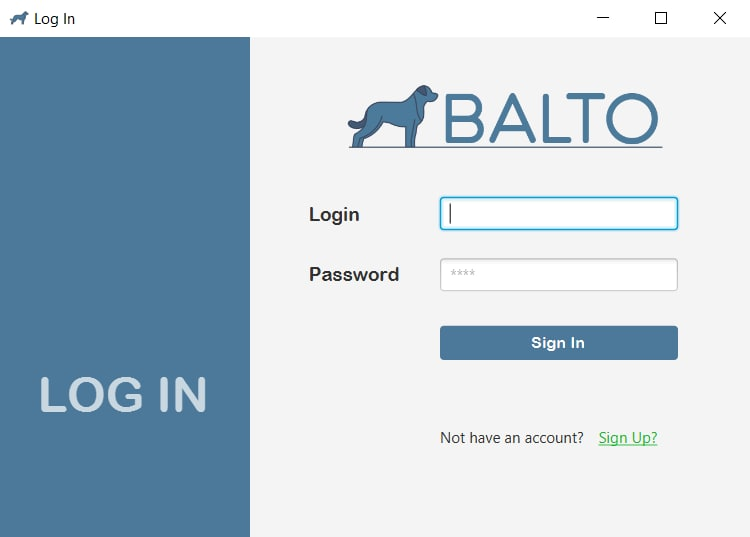 Log In
BALTO
Login
Password
****
Sign In
LOG IN
Not have an account? Sign Up?